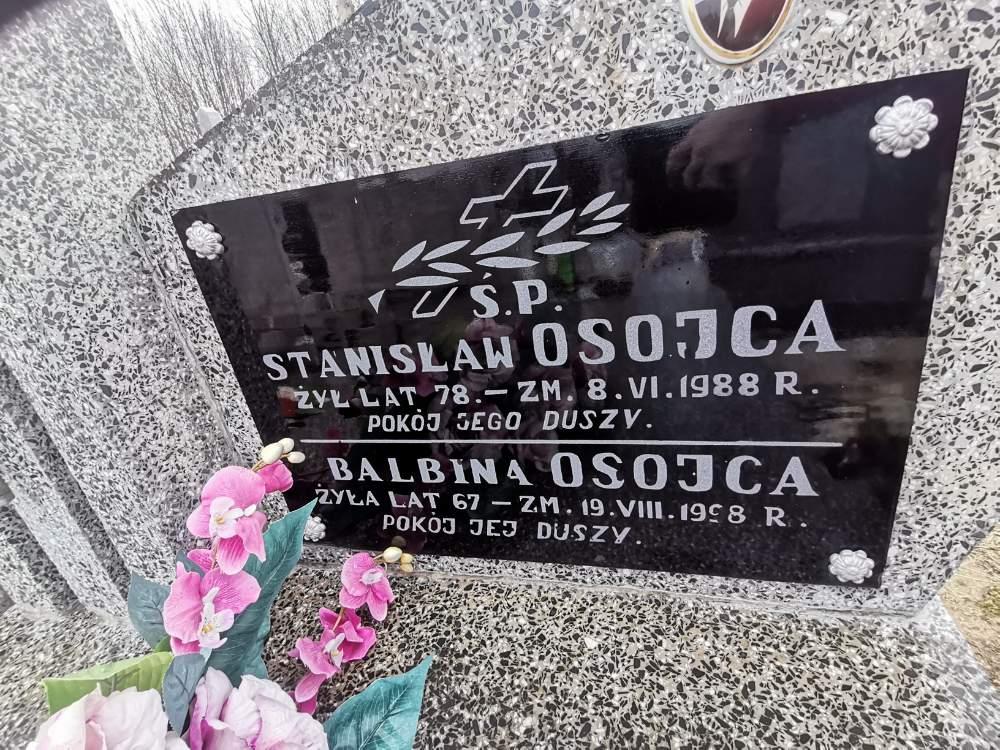 Ś.P.
STANISŁAW OSOJCA
ŻYŁ LAT 78. – ZM. 8.VI.1988 R.
POKÓJ JEGO DUSZY.
BALBINA OSOJCA
ŻYŁA LAT 67 – ZM. 19.VIII.1998 R.
POKÓJ JEJ DUSZY.